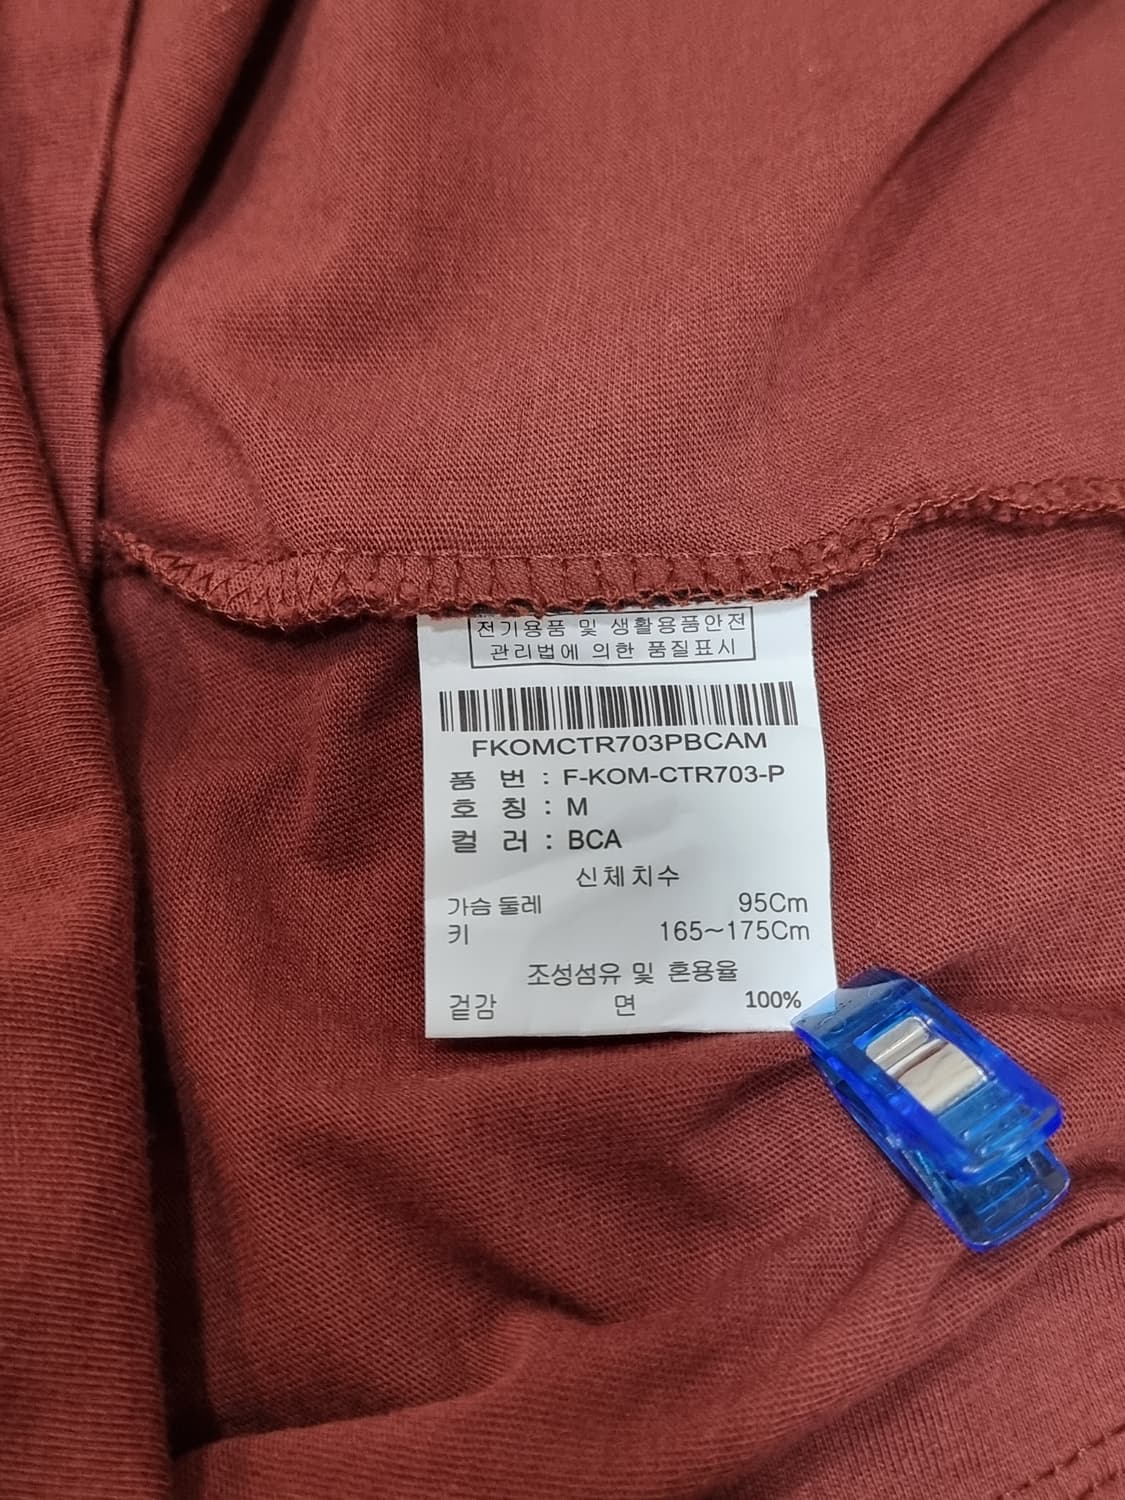 전기용품 및 생활용품안전
관리법에 의한 품질표시
FKOMCTR703PBCAM
품 번 : F-KOM-CTR703-P
호 칭 : M
컬 러 : BCA
신체치수
가슴둘레 95Cm
키 165~175Cm
조성섬유 및 혼용율
겉감 면 100%